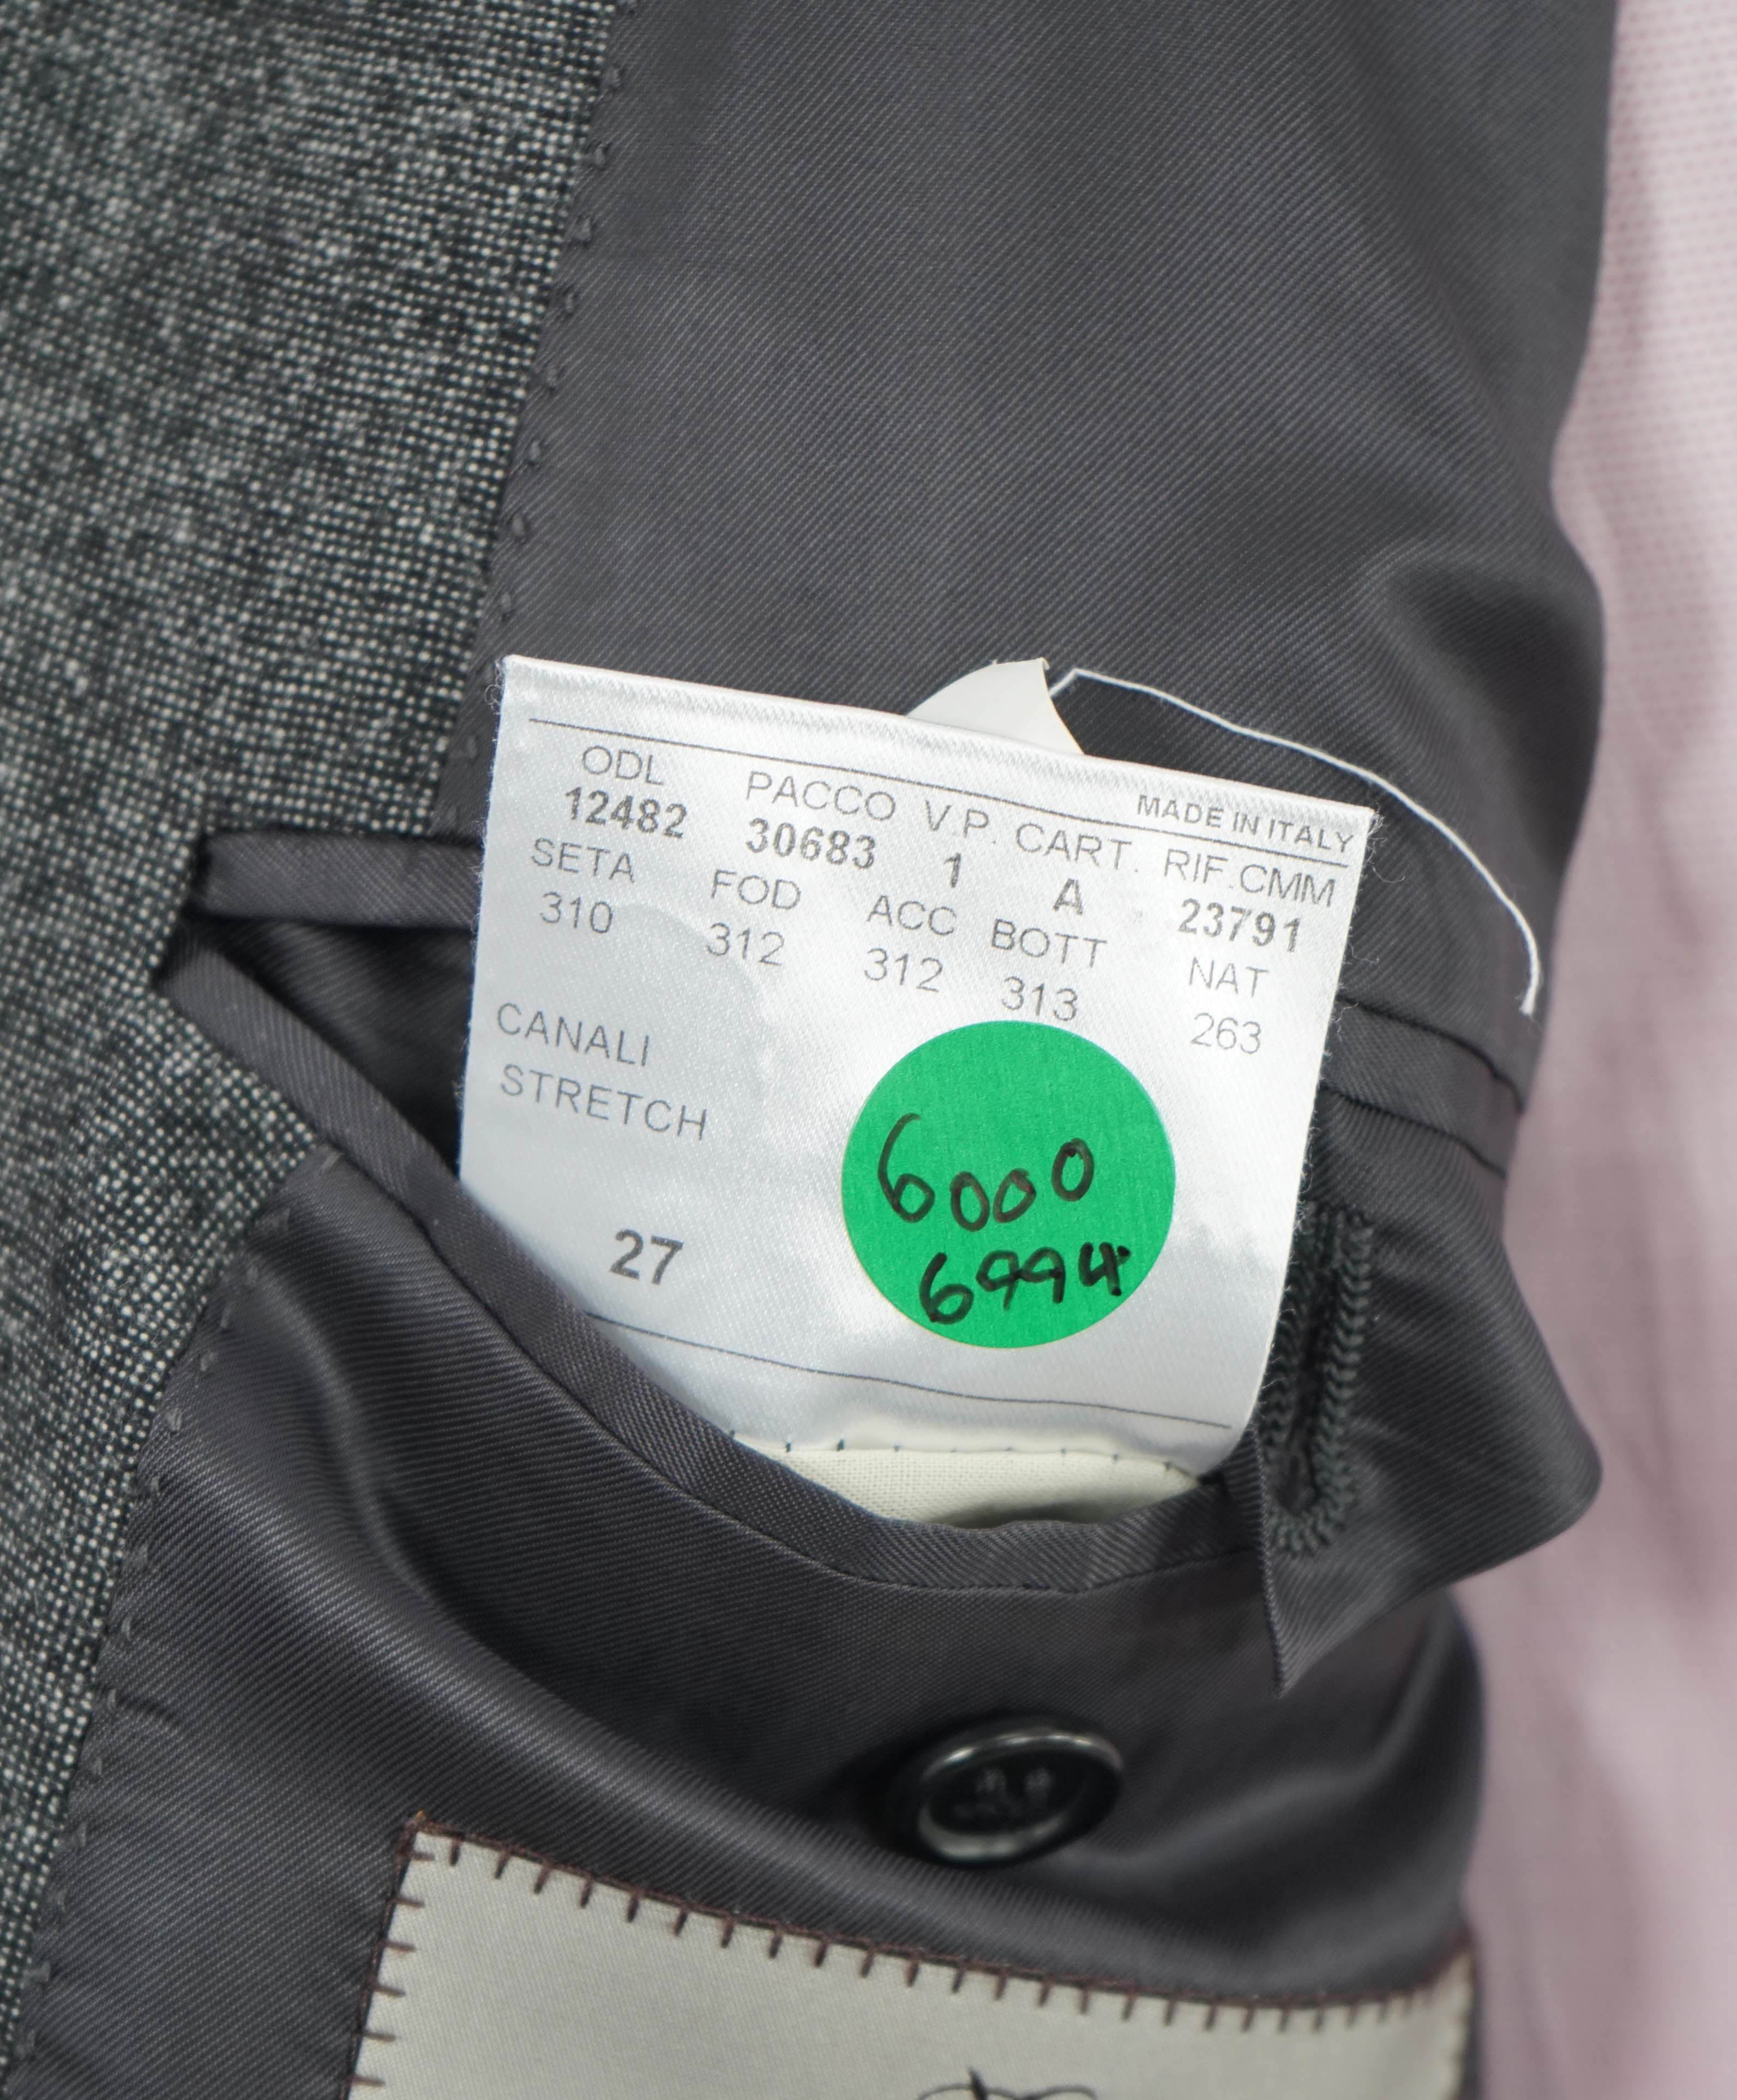 MADE IN ITALY
ODL PACCO V.P. CART. RIF.CMM
12482 30683 1 A 23791
SETA FOD ACC BOTT NAT
310 312 312 313 263
CANALI
STRETCH
27
6000
6994